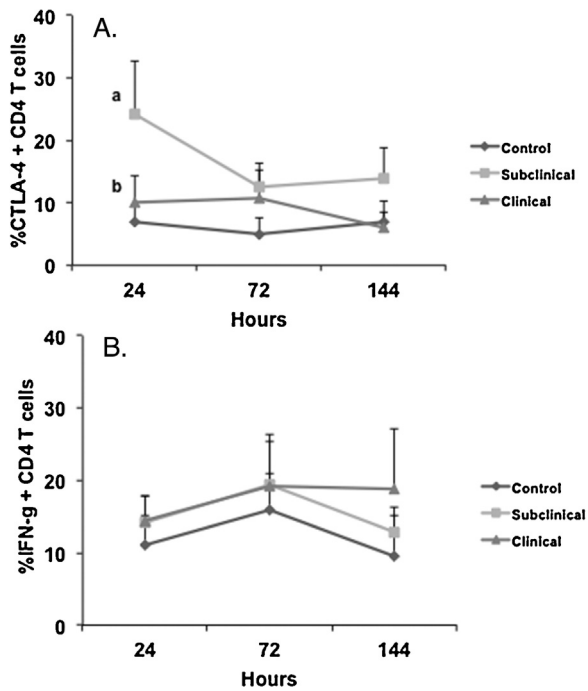 A.
%CTLA-4 + CD4 T cells
40
30
20
10
0
a
b
24 72 144
Hours
Control
Subclinical
Clinical
B.
%IFN-g + CD4 T cells
40
30
20
10
0
24 72 144
Hours
Control
Subclinical
Clinical